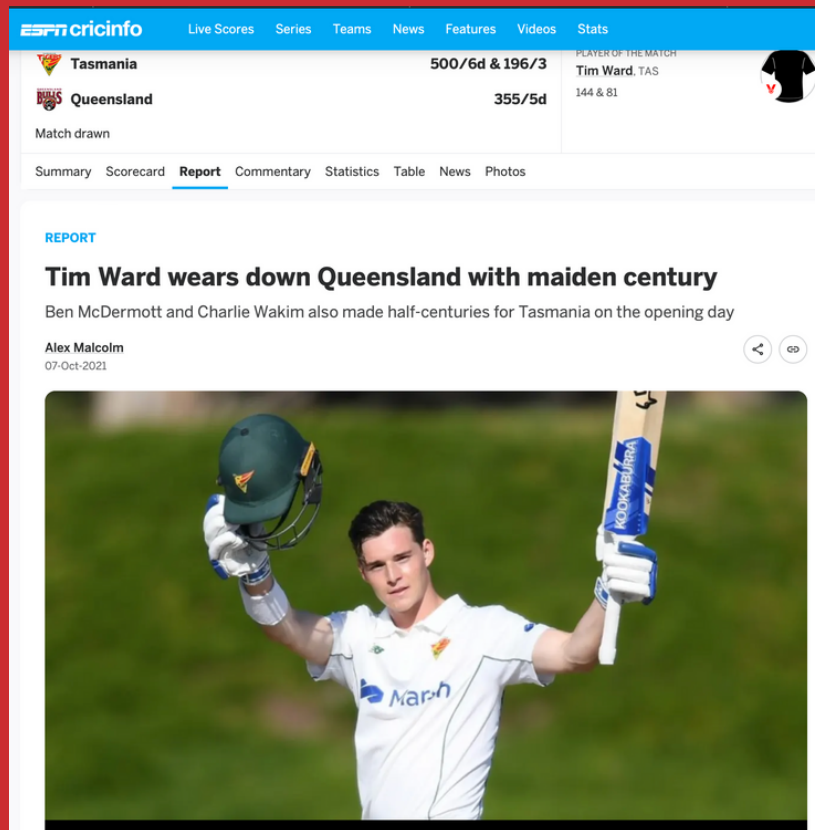 ESPN cricinfo Live Scores Series Teams News Features Videos Stats
Tasmania 500/6d & 196/3
BULLS Queensland 355/5d
Match drawn
PLAYER OF THE MATCH
Tim Ward, TAS
144 & 81
Summary Scorecard Report Commentary Statistics Table News Photos
REPORT
Tim Ward wears down Queensland with maiden century
Ben McDermott and Charlie Wakim also made half-centuries for Tasmania on the opening day
Alex Malcolm
07-Oct-2021
KOOKABURRA
Marsh